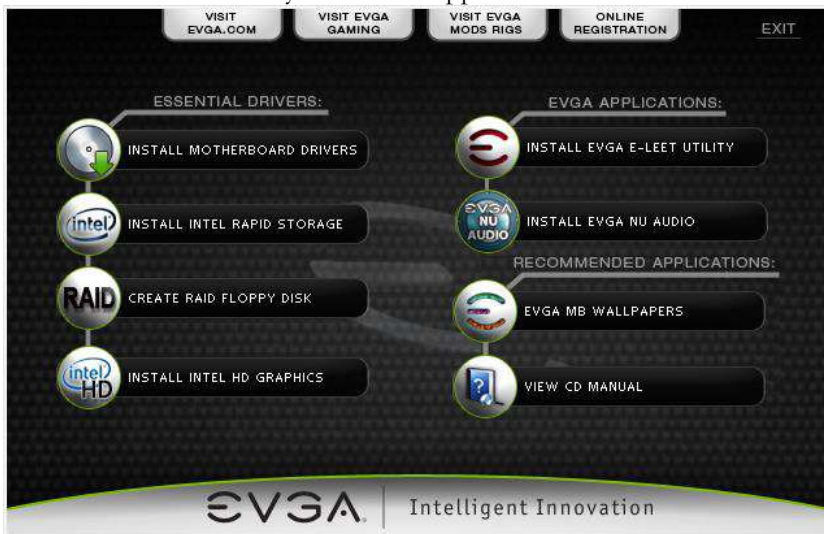 VISIT
EVGA.COM
VISIT EVGA
GAMING
VISIT EVGA
MODS RIGS
ONLINE
REGISTRATION
EXIT
ESSENTIAL DRIVERS:
INSTALL MOTHERBOARD DRIVERS
intel
INSTALL INTEL RAPID STORAGE
RAID
CREATE RAID FLOPPY DISK
intel
HD
INSTALL INTEL HD GRAPHICS
EVGA APPLICATIONS:
INSTALL EVGA E-LEET UTILITY
EVGA
NU
AUDIO
INSTALL EVGA NU AUDIO
RECOMMENDED APPLICATIONS:
EVGA MB WALLPAPERS
?
VIEW CD MANUAL
EVGA
Intelligent Innovation